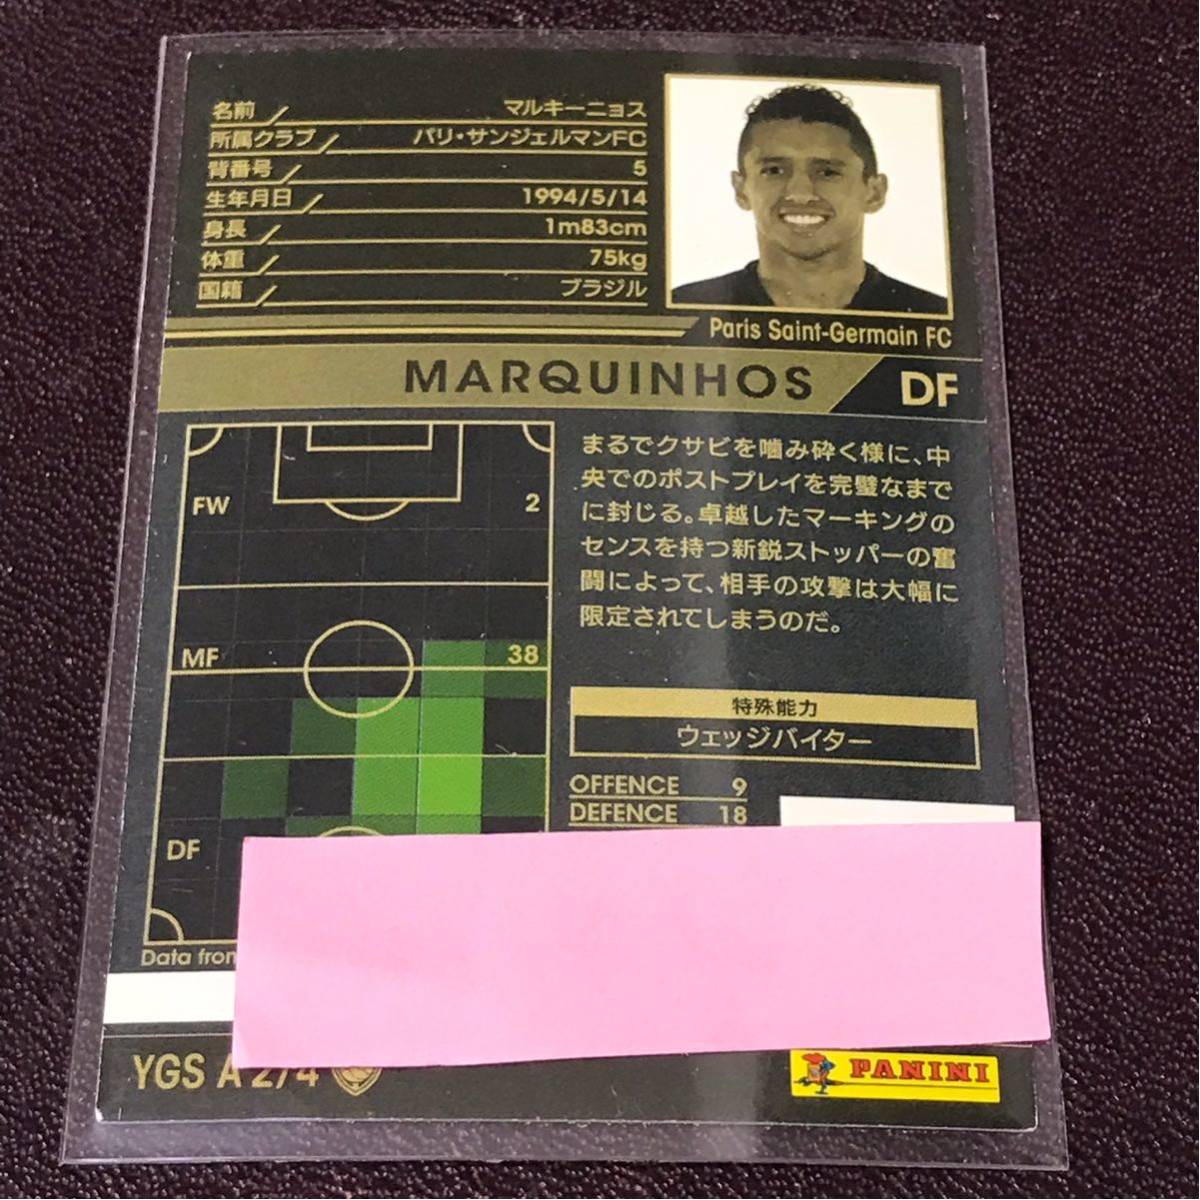 名前 マルキーニョス
所属クラブ パリ・サンジェルマンFC
背番号 5
生年月日 1994/5/14
身長 1m83cm
体重 75kg
国籍 ブラジル
Paris Saint-Germain FC
MARQUINHOS
DF
FW 2
MF 38
DF
Data from
まるでクサビを噛み砕く様に、中
央でのポストプレイを完璧なまで
に封じる。卓越したマーキングの
センスを持つ新鋭ストッパーの奮
闘によって、相手の攻撃は大幅に
限定されてしまうのだ。
特殊能力
ウェッジバイター
OFFENCE 9
DEFENCE 18
YGS A 2/4
PANINI